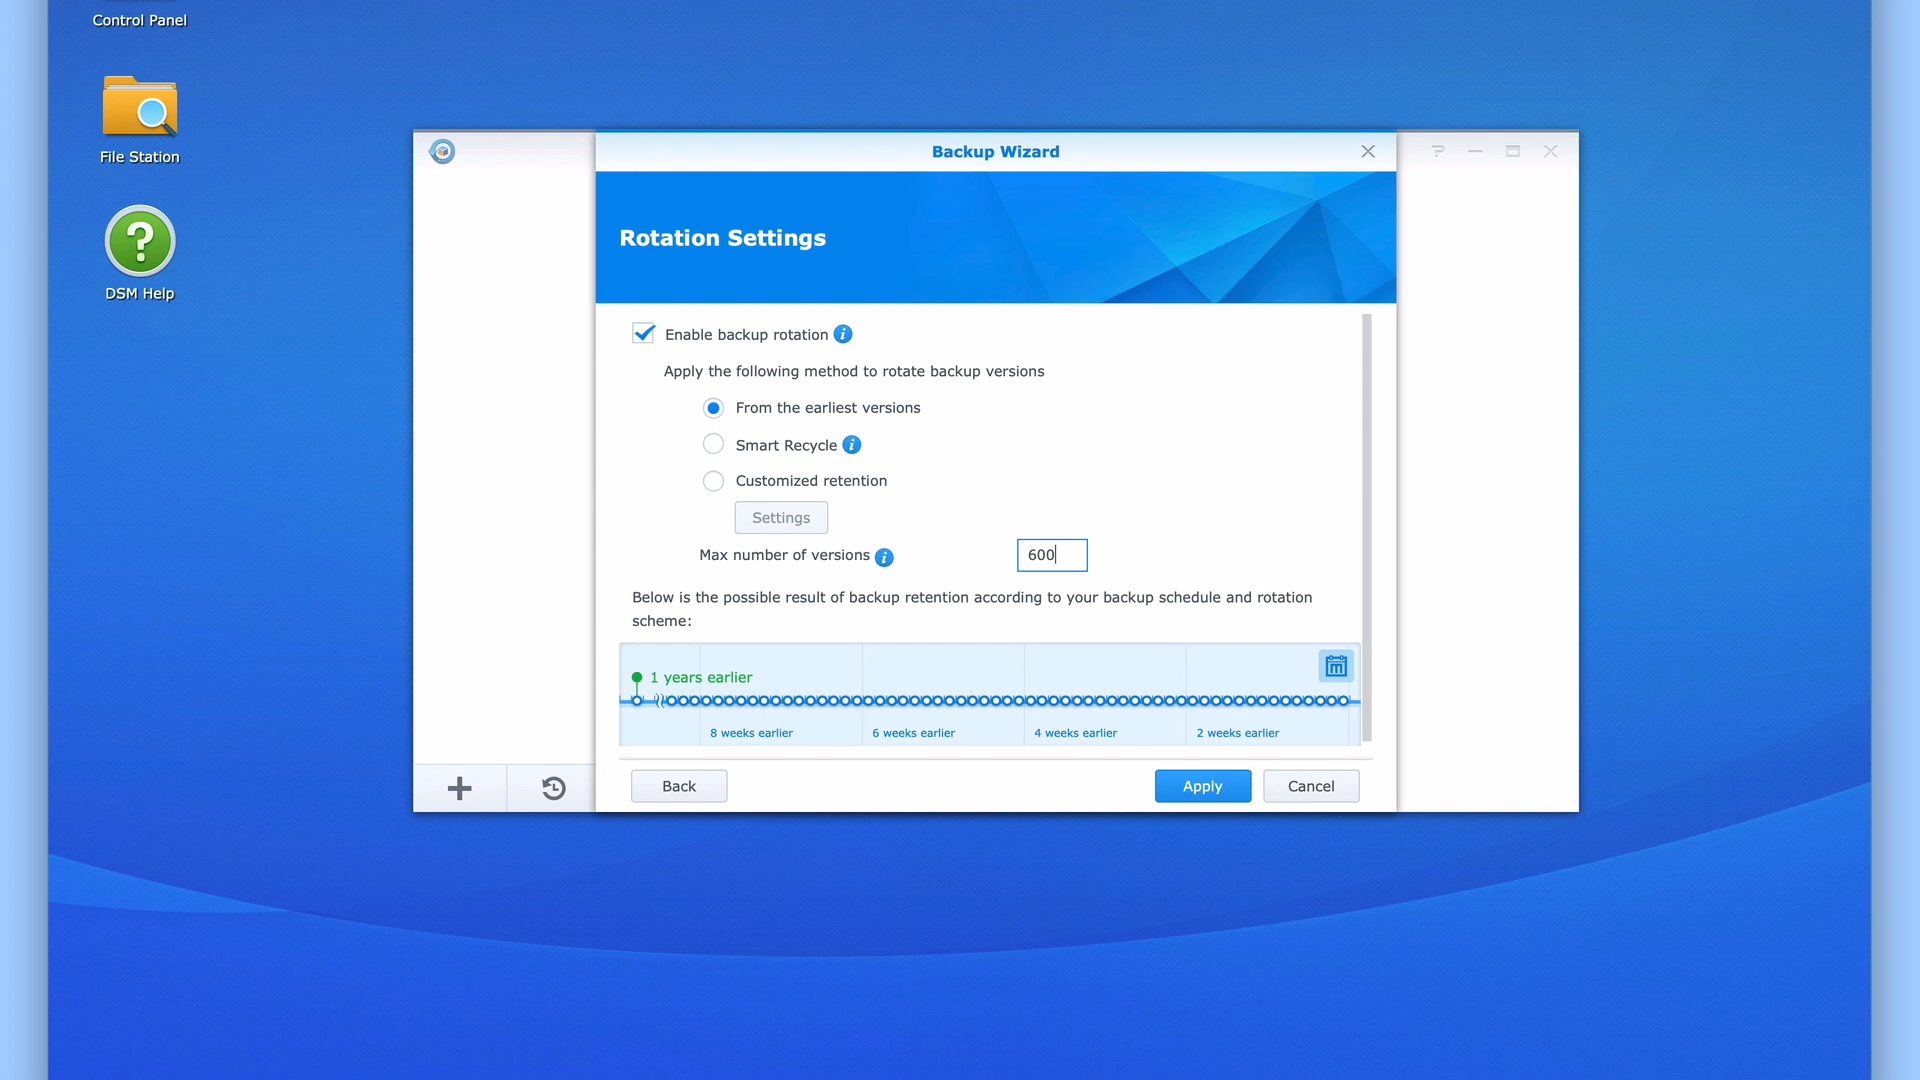 Control Panel
File Station
DSM Help
Backup Wizard
Rotation Settings
Enable backup rotation
Apply the following method to rotate backup versions
From the earliest versions
Smart Recycle
Customized retention
Settings
Max number of versions
600
Below is the possible result of backup retention according to your backup schedule and rotation
scheme:
1 years earlier
8 weeks earlier
6 weeks earlier
4 weeks earlier
2 weeks earlier
Back
Apply
Cancel